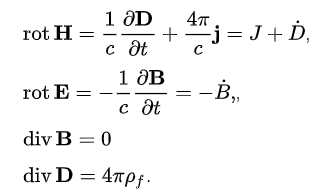 rot H = 1/c ∂D/∂t + 4π/c j = J + Ḋ,
rot E = − 1/c ∂B/∂t = −Ḃ,,
div B = 0
div D = 4πρ_f.